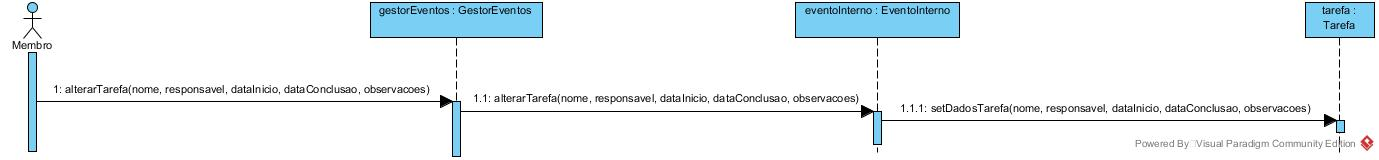 gestorEventos : GestorEventos
eventoInterno : EventoInterno
tarefa :
Tarefa
Membro
1: alterarTarefa(nome, responsavel, dataInicio, dataConclusao, observacoes)
1.1: alterarTarefa(nome, responsavel, dataInicio, dataConclusao, observacoes)
1.1.1: setDadosTarefa(nome, responsavel, dataInicio, dataConclusao, observacoes)
Powered By Visual Paradigm Community Edition